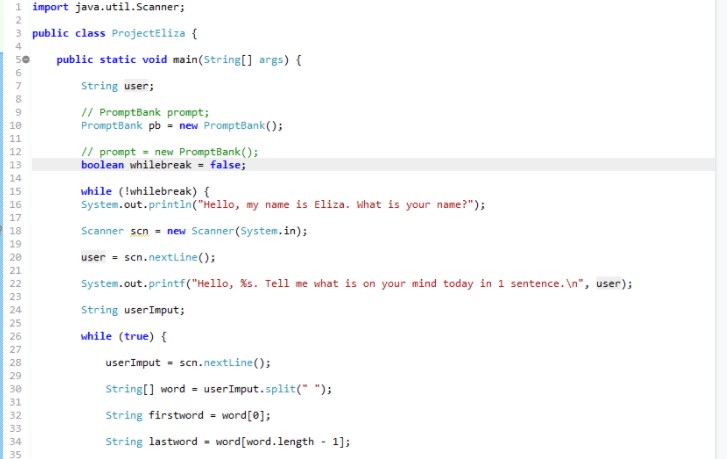 1 import java.util.Scanner;
2
3 public class ProjectEliza {
4
5 public static void main(String[] args) {
6
7 String user;
8
9 // PromptBank prompt;
10 PromptBank pb = new PromptBank();
11
12 // prompt = new PromptBank();
13 boolean whilebreak = false;
14
15 while (!whilebreak) {
16 System.out.println("Hello, my name is Eliza. What is your name?");
17
18 Scanner scn = new Scanner(System.in);
19
20 user = scn.nextLine();
21
22 System.out.printf("Hello, %s. Tell me what is on your mind today in 1 sentence.\n", user);
23
24 String userImput;
25
26 while (true) {
27
28 userImput = scn.nextLine();
29
30 String[] word = userImput.split(" ");
31
32 String firstword = word[0];
33
34 String lastword = word[word.length - 1];
35